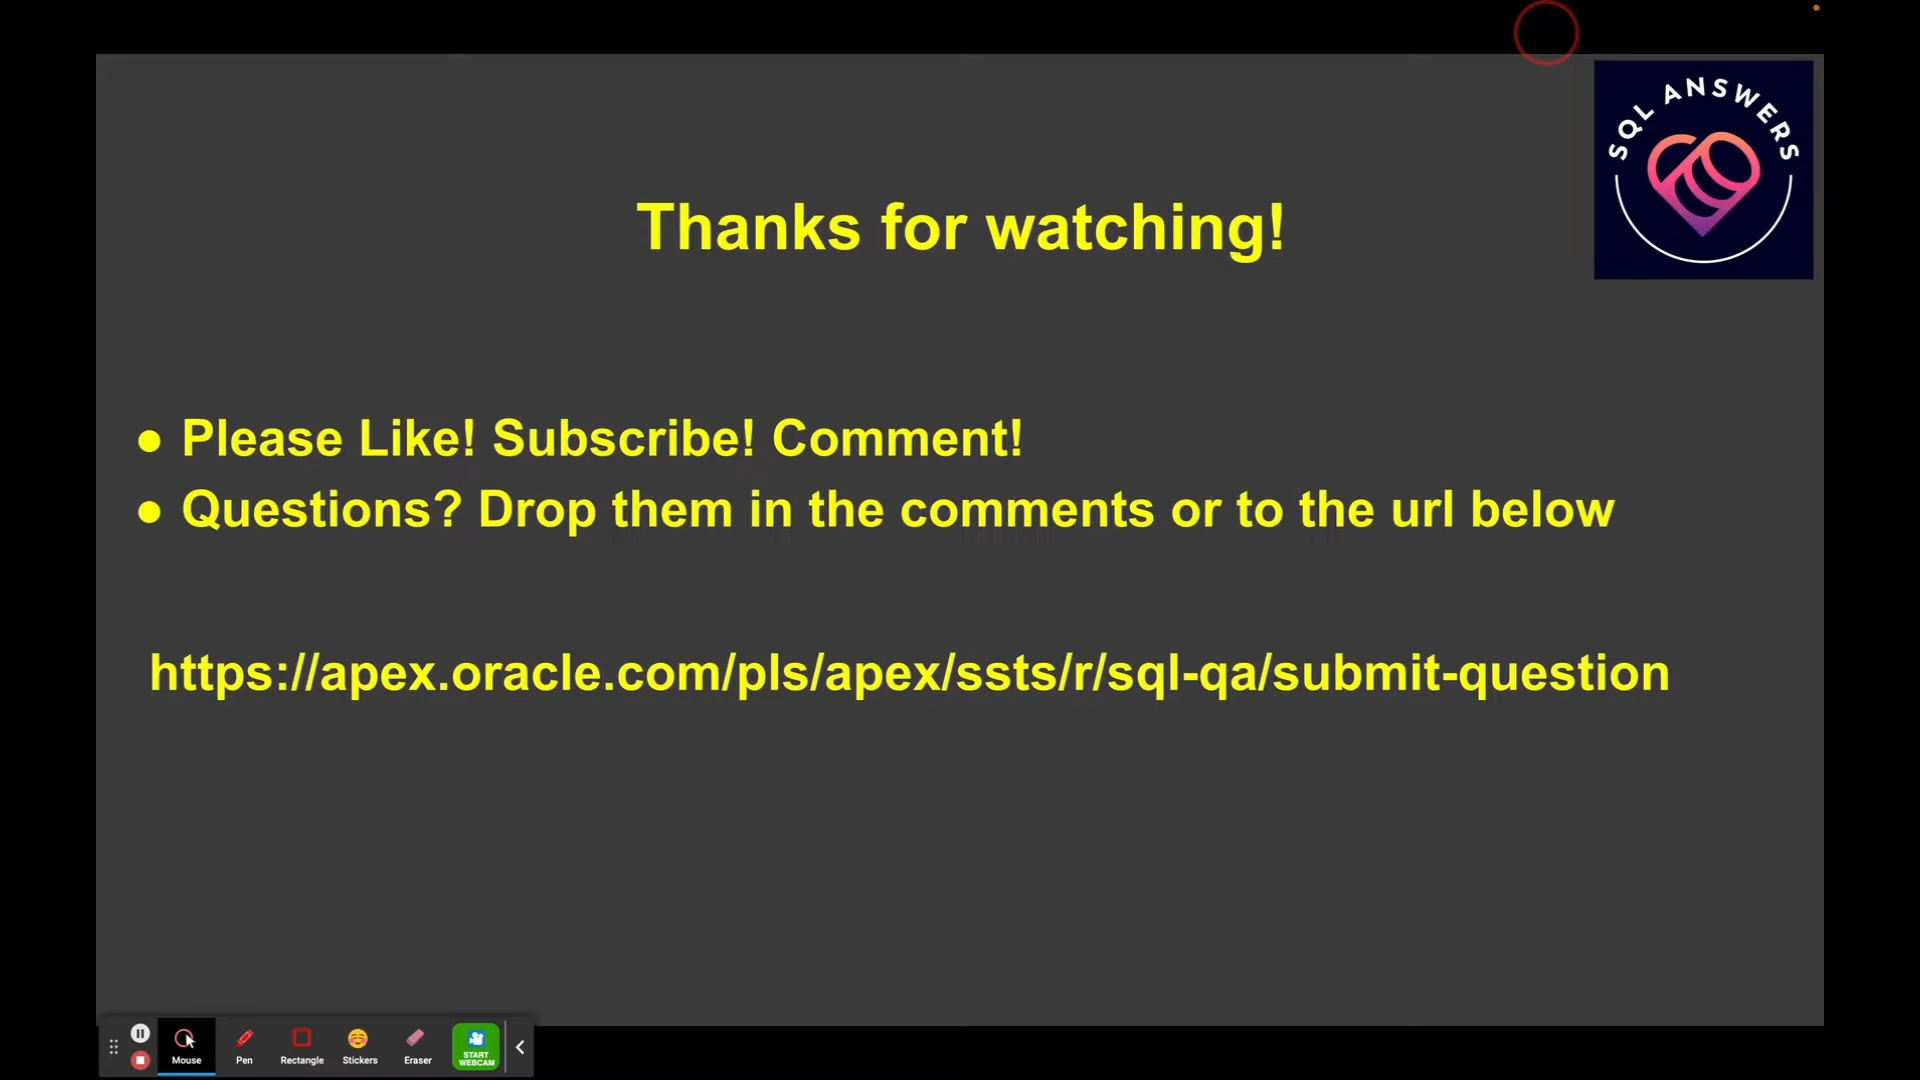 SQL ANSWERS
Thanks for watching!
● Please Like! Subscribe! Comment!
● Questions? Drop them in the comments or to the url below
https://apex.oracle.com/pls/apex/ssts/r/sql-qa/submit-question
Mouse
Pen
Rectangle
Stickers
Eraser
START
WEBCAM